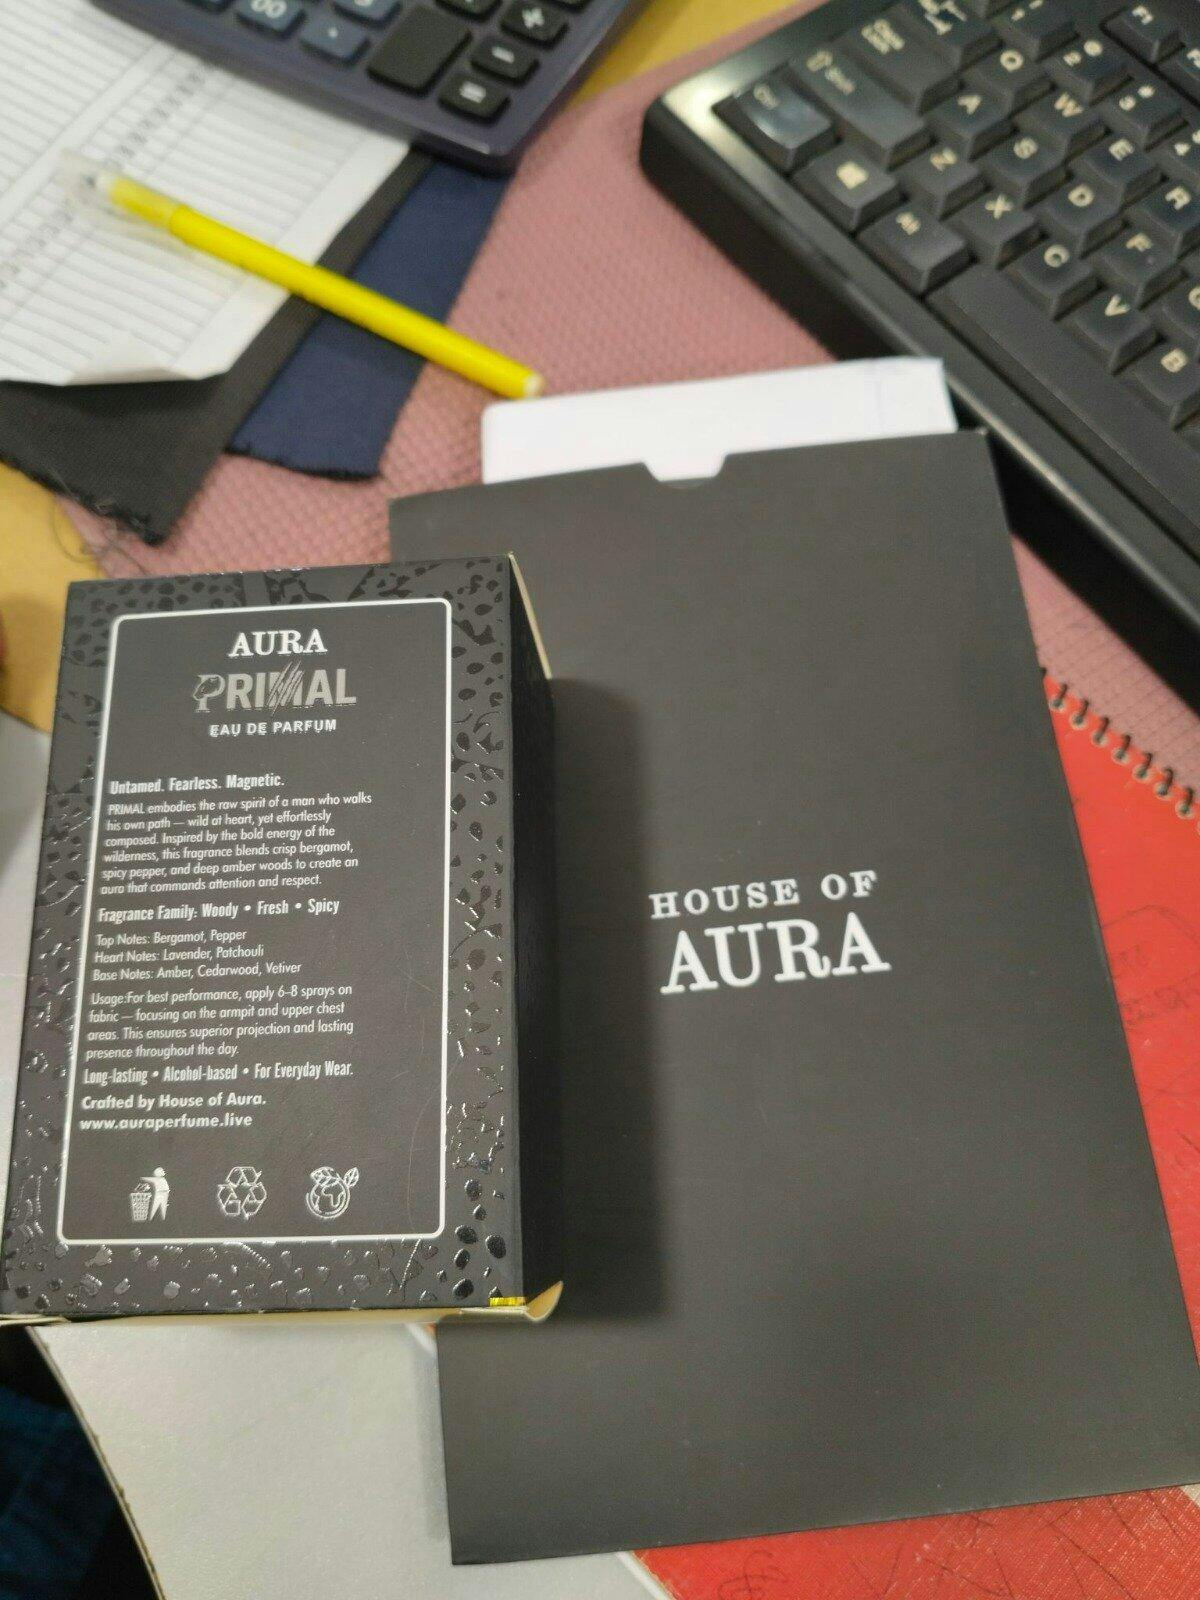 AURA
PRIMAL
EAU DE PARFUM
Untamed. Fearless. Magnetic.
PRIMAL embodies the raw spirit of a man who walks
his own path — wild at heart, yet effortlessly
composed. Inspired by the bold energy of the
wilderness, this fragrance blends crisp bergamot,
spicy pepper, and deep amber woods to create an
aura that commands attention and respect.
Fragrance Family: Woody • Fresh • Spicy
Top Notes: Bergamot, Pepper
Heart Notes: Lavender, Patchouli
Base Notes: Amber, Cedarwood, Vetiver
Usage:For best performance, apply 6–8 sprays on
fabric — focusing on the armpit and upper chest
areas. This ensures superior projection and lasting
presence throughout the day.
Long-lasting • Alcohol-based • For Everyday Wear.
Crafted by House of Aura.
www.auraperfume.live
HOUSE OF
AURA
00
+
-
=
F1
Q W E R
A S D F
Shift Z X C V B
Ctrl Alt